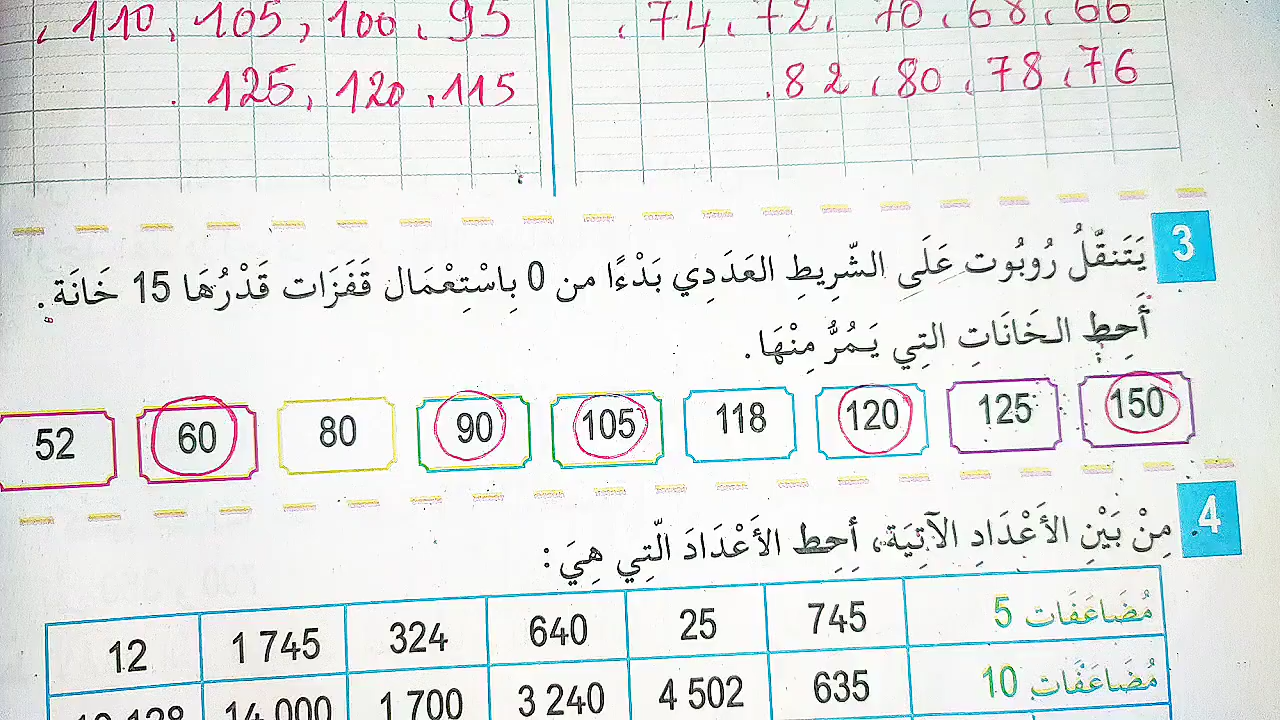 66 ، 68 ، 70 ، 72 ، 74 ،
76 ، 78 ، 80 ، 82 .
95 ، 100 ، 105 ، 110 ،
115 ، 120 ، 125 .
3
يَتَنقّلُ رُوبُوت عَلَى الشّرِيطِ العَدَدِي بَدْءًا من 0 بِاسْتِعْمَال قَفَزَات قَدْرُهَا 15 خَانَة .
أَحِطِ الخَانَاتِ التِي يَمُرُّ مِنْهَا.
52 60 80 90 105 118 120 125 150
4
مِنْ بَيْنِ الأَعْدَادِ الآتِيَة، أحِط الأَعْدَادَ الّتِي هِيَ :
مُضَاعَفَات 5 745 25 640 324 1 745 12
مُضَاعَفَات 10 635 4 502 3 240 1 700 14 000